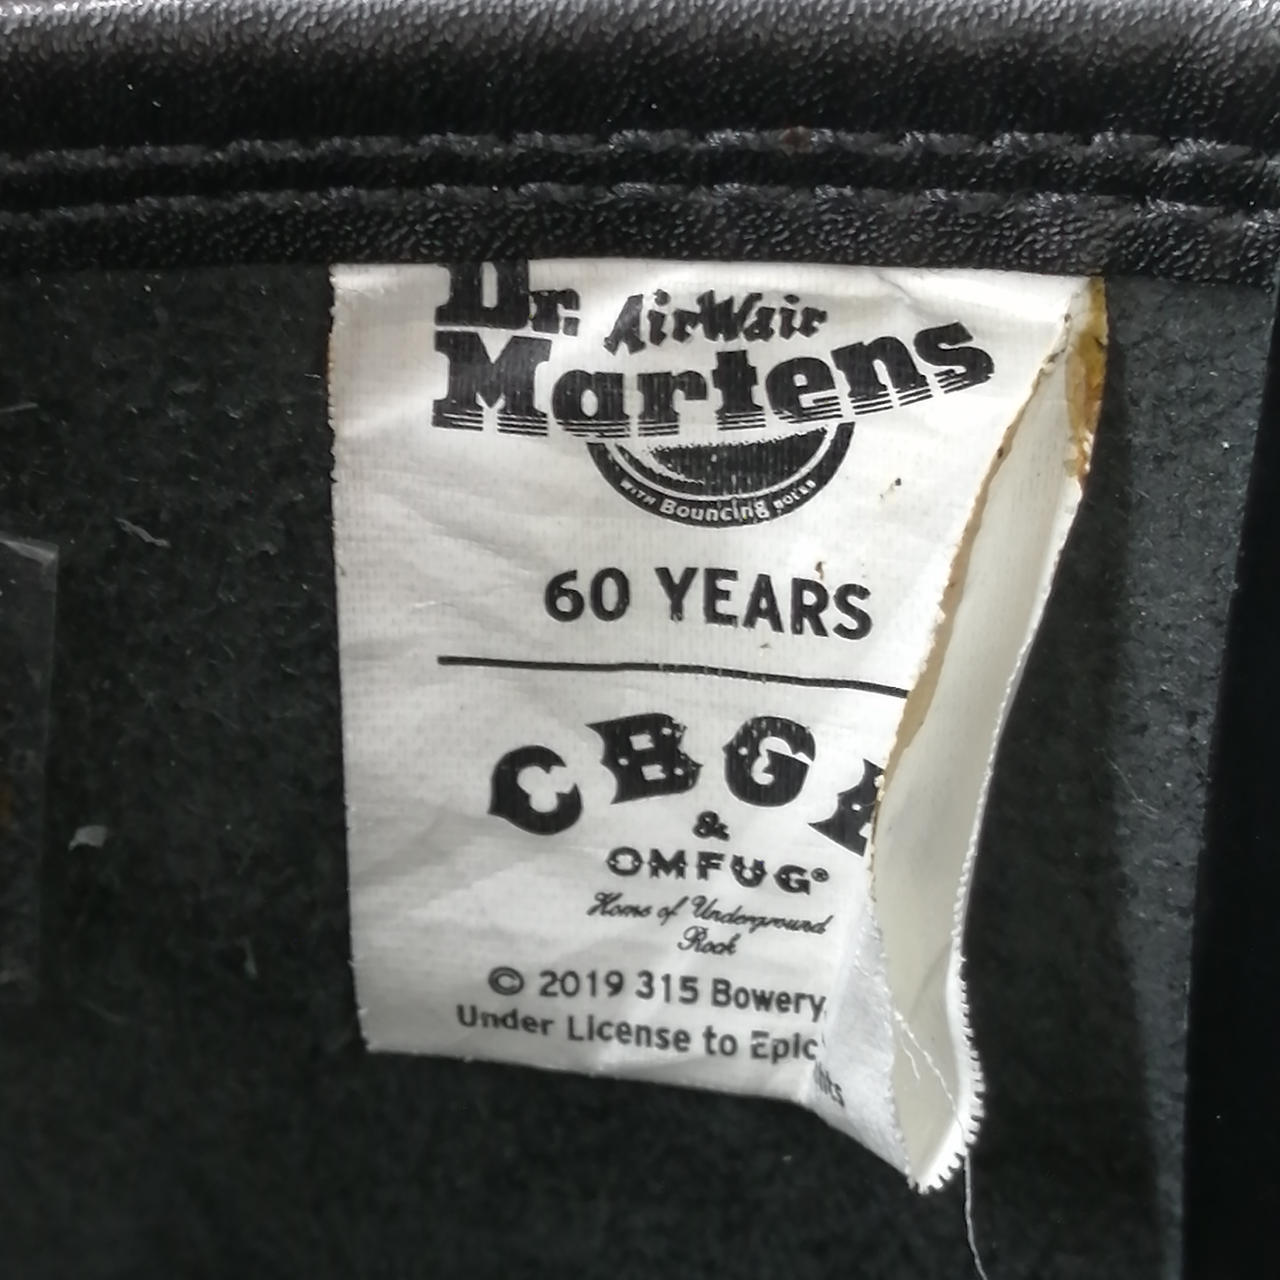 Dr. AirWair
Martens
WITH Bouncing SOLES
60 YEARS
CBG
&
OMFUG®
Home of Underground
Rock
© 2019 315 Bowery
Under License to Epic